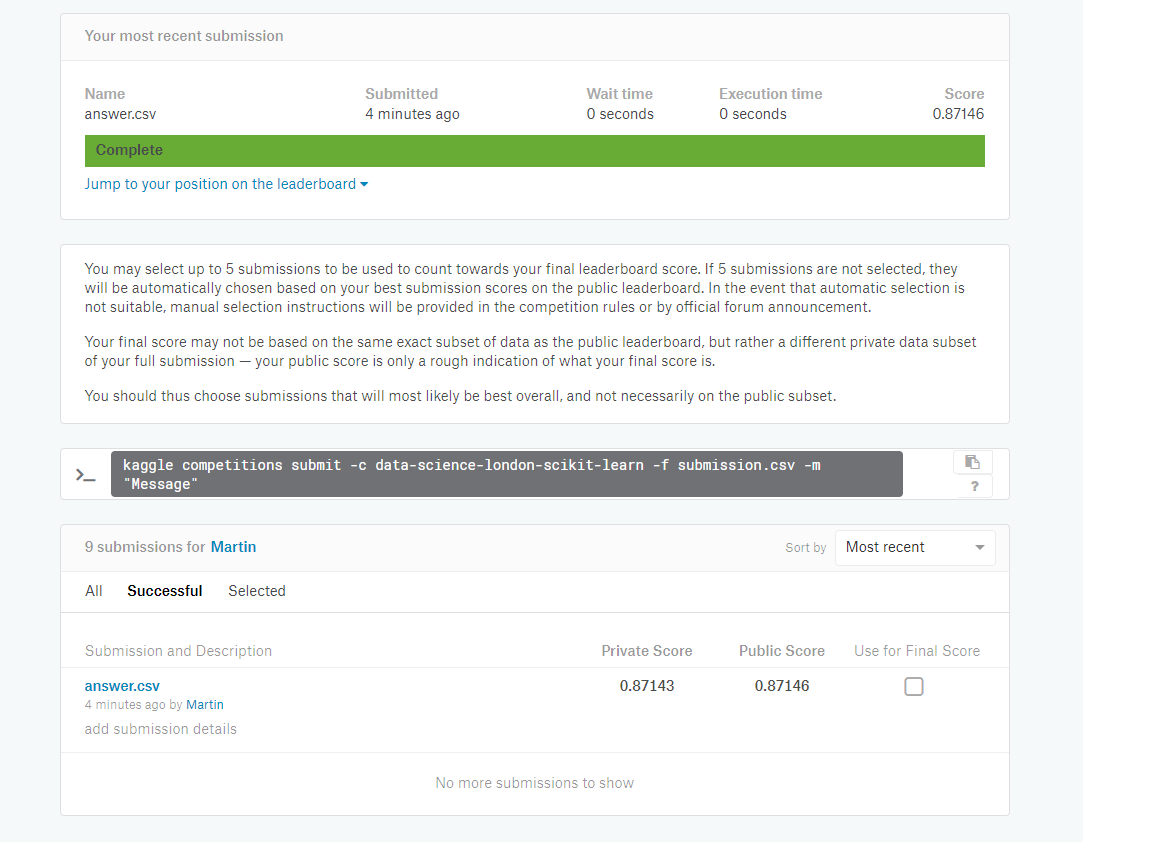 Your most recent submission
Name Submitted Wait time Execution time Score
answer.csv 4 minutes ago 0 seconds 0 seconds 0.87146
Complete
Jump to your position on the leaderboard
You may select up to 5 submissions to be used to count towards your final leaderboard score. If 5 submissions are not selected, they
will be automatically chosen based on your best submission scores on the public leaderboard. In the event that automatic selection is
not suitable, manual selection instructions will be provided in the competition rules or by official forum announcement.
Your final score may not be based on the same exact subset of data as the public leaderboard, but rather a different private data subset
of your full submission — your public score is only a rough indication of what your final score is.
You should thus choose submissions that will most likely be best overall, and not necessarily on the public subset.
>_ kaggle competitions submit -c data-science-london-scikit-learn -f submission.csv -m
"Message"
?
9 submissions for Martin Sort by Most recent
All Successful Selected
Submission and Description Private Score Public Score Use for Final Score
answer.csv 0.87143 0.87146
4 minutes ago by Martin
add submission details
No more submissions to show